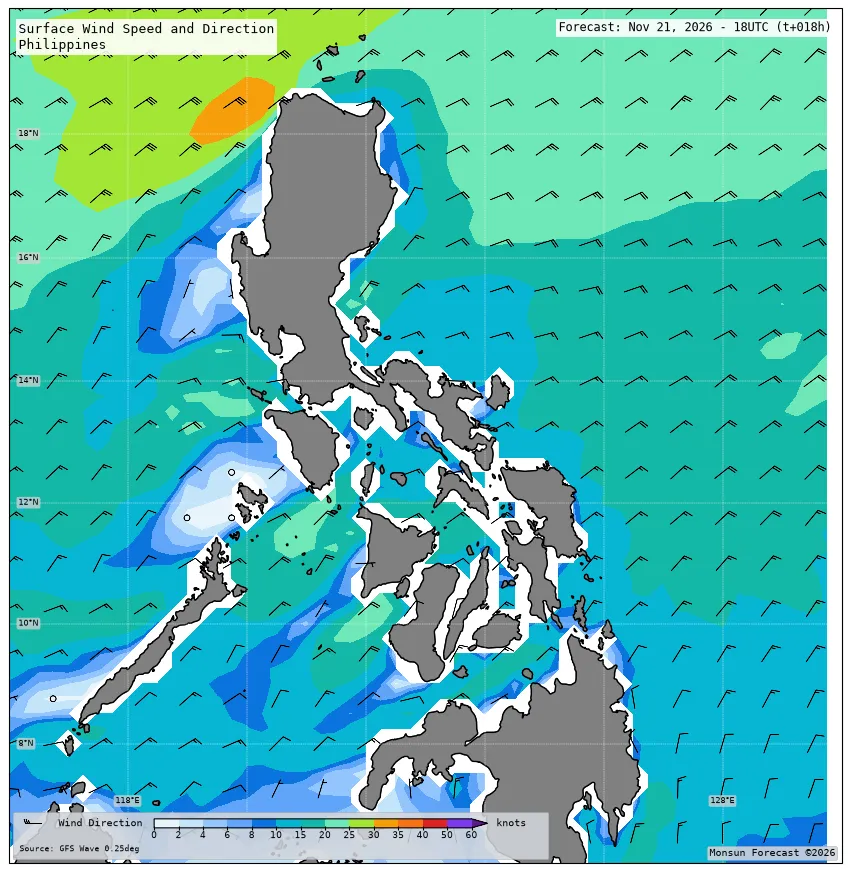 Surface Wind Speed and Direction
Philippines
Forecast: Nov 21, 2026 - 18UTC (t+018h)
18°N
16°N
14°N
12°N
10°N
8°N
118°E
128°E
Wind Direction
0 2 4 6 8 10 15 20 25 30 35 40 50 60
knots
Source: GFS Wave 0.25deg
Monsun Forecast ©2026